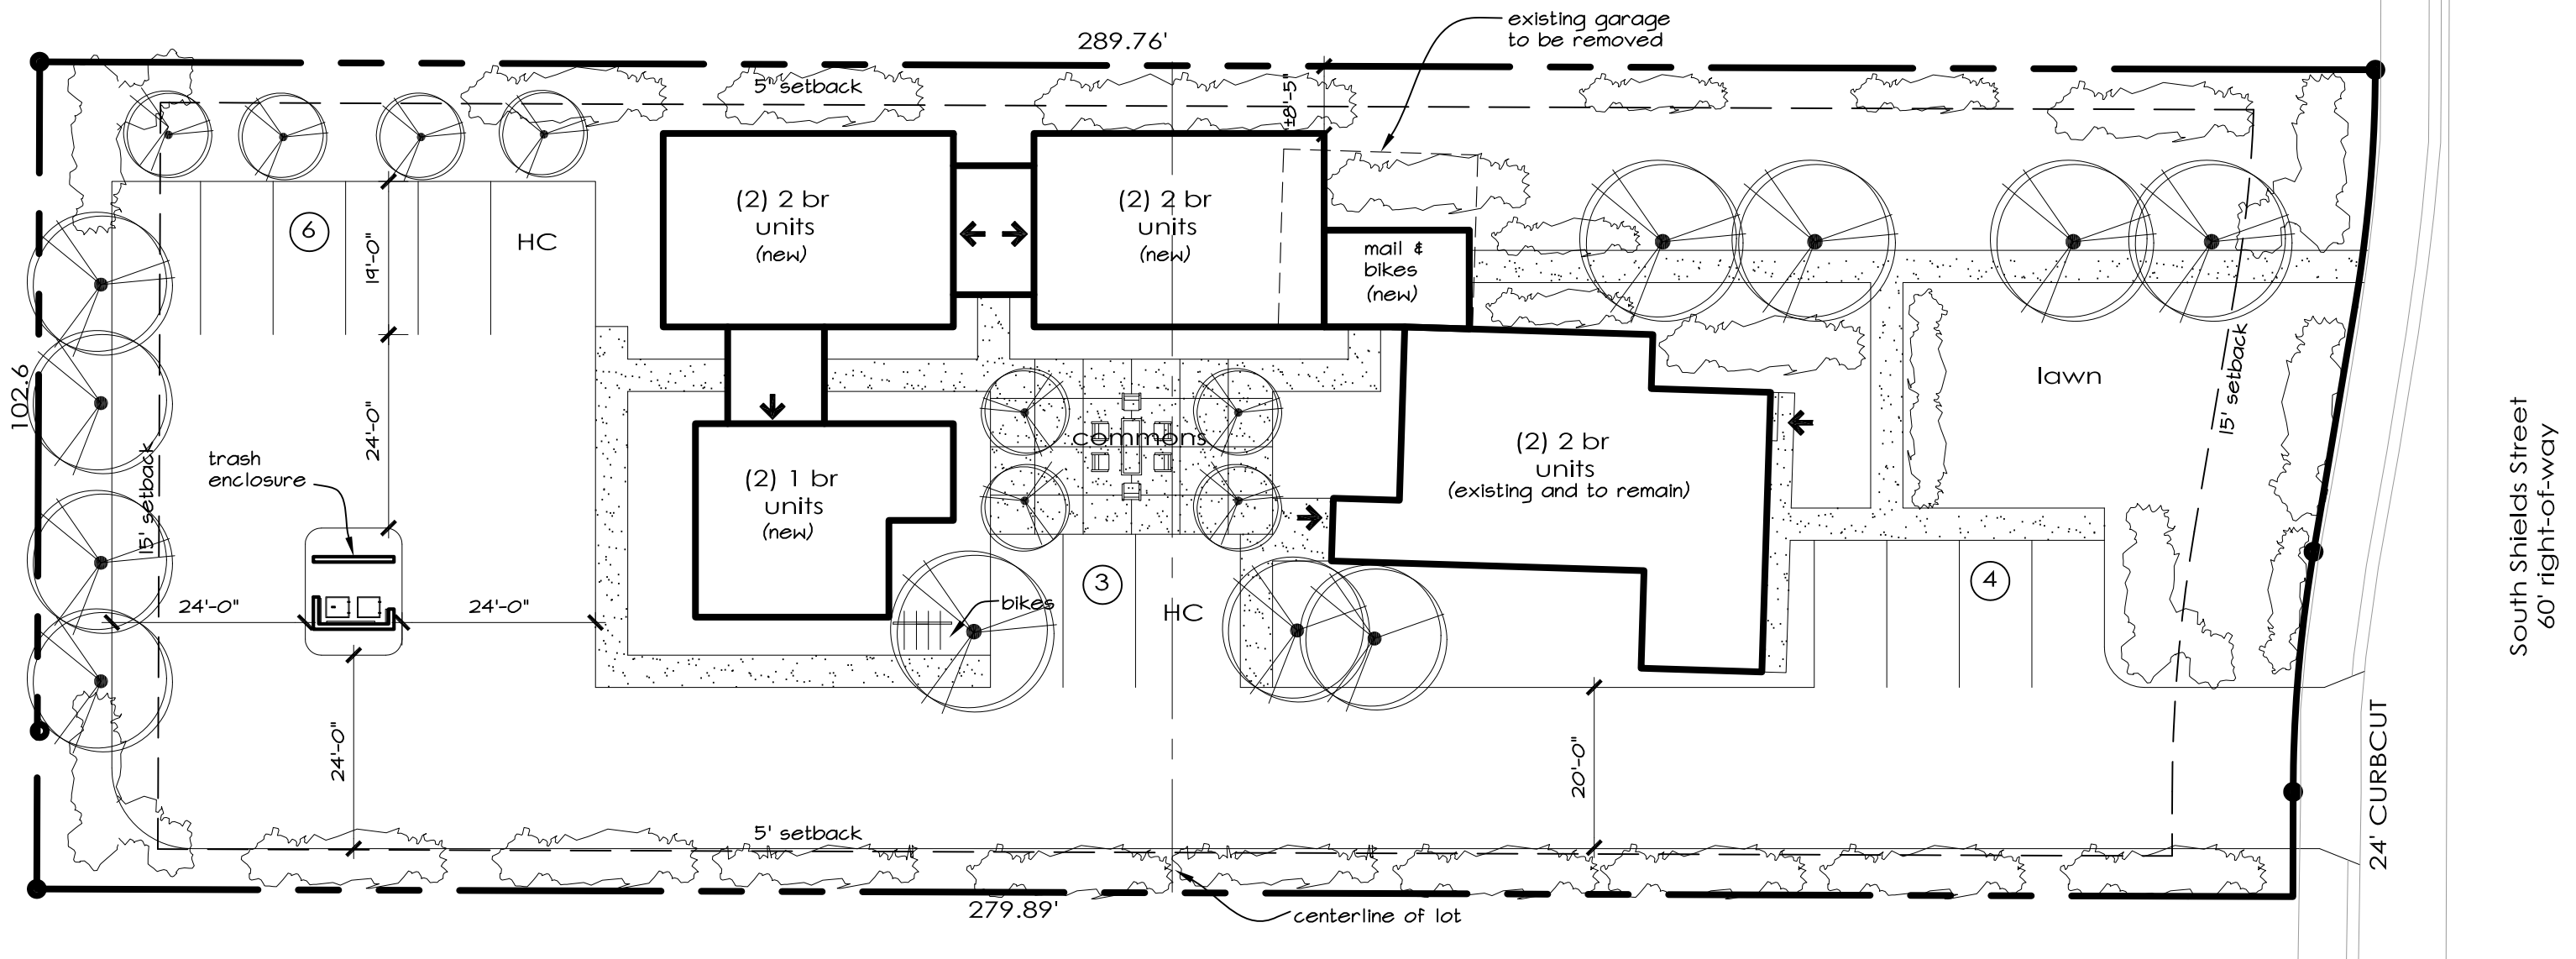 existing garage
to be removed
289.76'
5' setback
±8'-5"
(2) 2 br
units
(new)
(2) 2 br
units
(new)
6
HC
19'-0"
mail &
bikes
(new)
15' setback
lawn
102.6
24'-0"
trash
enclosure
15' setback
commons
(2) 2 br
units
(existing and to remain)
(2) 1 br
units
(new)
South Shields Street
60' right-of-way
3
4
24'-0"
24'-0"
bikes
HC
24'-0"
20'-0"
24' CURBCUT
5' setback
279.89'
centerline of lot